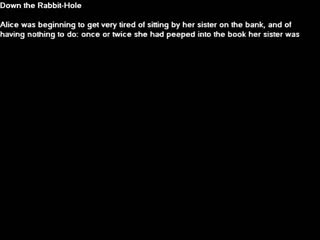 Down the Rabbit-Hole
Alice was beginning to get very tired of sitting by her sister on the bank, and of
having nothing to do: once or twice she had peeped into the book her sister was